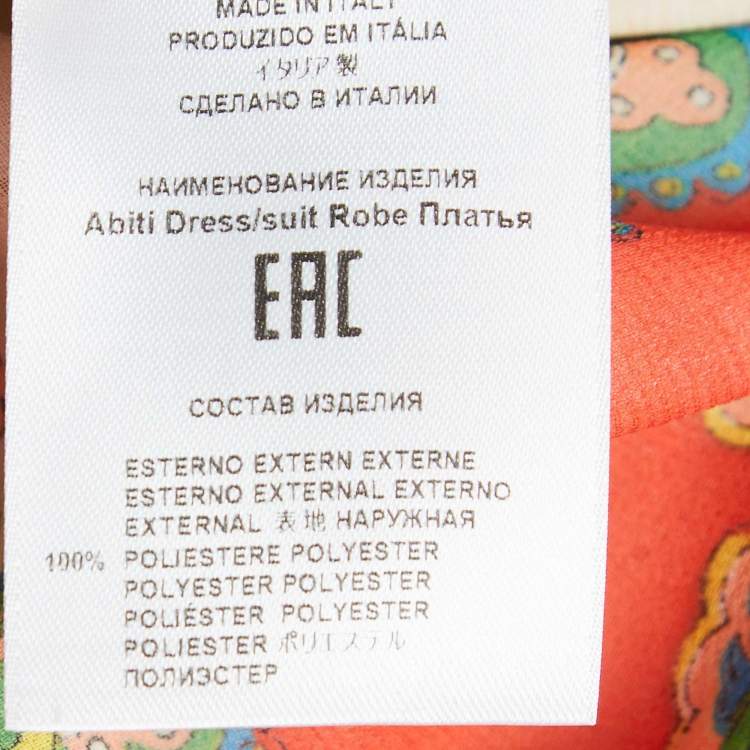 MADE IN ITALY
PRODUZIDO EM ITÁLIA
イタリア製
СДЕЛАНО В ИТАЛИИ
НАИМЕНОВАНИЕ ИЗДЕЛИЯ
Abiti Dress/suit Robe Платья
EAC
СОСТАВ ИЗДЕЛИЯ
ESTERNO EXTERN EXTERNE
ESTERNO EXTERNAL EXTERNO
EXTERNAL 表地 НАРУЖНАЯ
100% POLIESTERE POLYESTER
POLYESTER POLYESTER
POLIÉSTER POLYESTER
POLIESTER ポリエステル
ПОЛИЭСТЕР